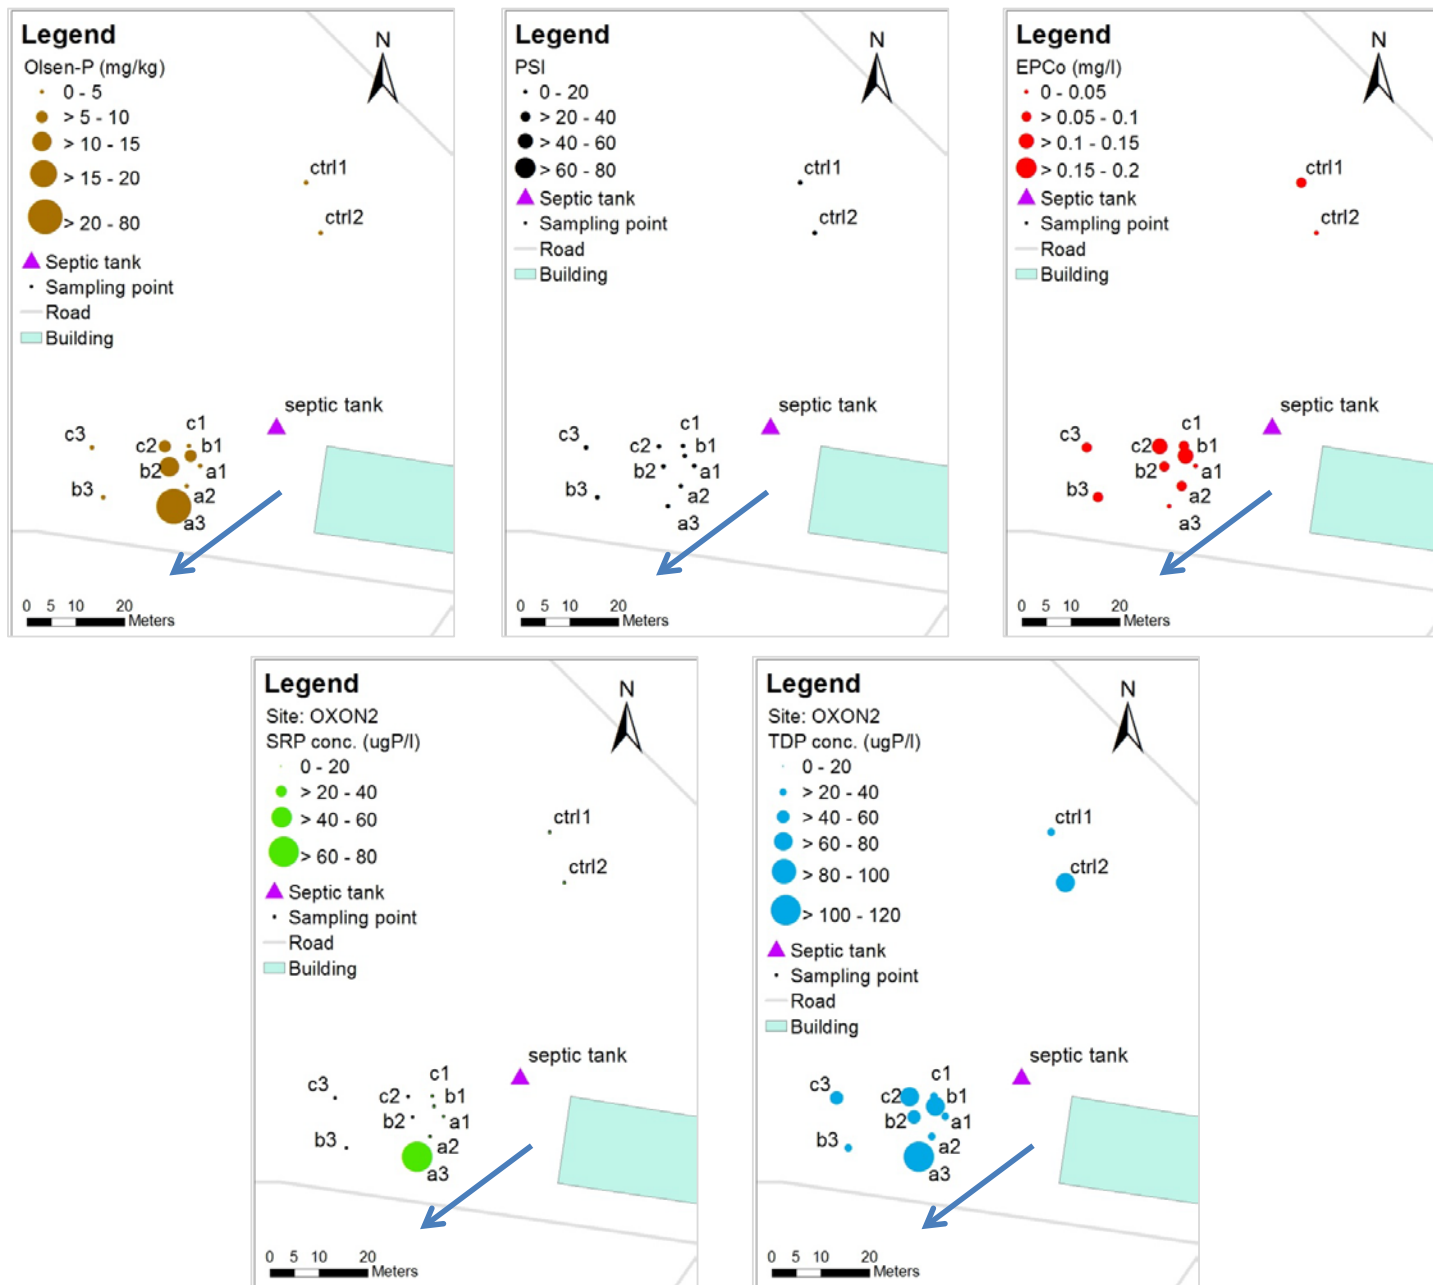 Legend
Olsen-P (mg/kg)
0 - 5
> 5 - 10
> 10 - 15
> 15 - 20
> 20 - 80
Septic tank
Sampling point
Road
Building
N
ctrl1
ctrl2
septic tank
c1
c3
c2
b1
b2
a1
b3
a2
a3
0 5 10 20
Meters
Legend
PSI
0 - 20
> 20 - 40
> 40 - 60
> 60 - 80
Septic tank
Sampling point
Road
Building
N
ctrl1
ctrl2
septic tank
c1
c3
c2
b1
b2
a1
b3
a2
a3
0 5 10 20
Meters
Legend
EPCo (mg/l)
0 - 0.05
> 0.05 - 0.1
> 0.1 - 0.15
> 0.15 - 0.2
Septic tank
Sampling point
Road
Building
N
ctrl1
ctrl2
septic tank
c1
c3
c2
b1
b2
a1
b3
a2
a3
0 5 10 20
Meters
Legend
Site: OXON2
SRP conc. (ugP/l)
0 - 20
> 20 - 40
> 40 - 60
> 60 - 80
Septic tank
Sampling point
Road
Building
N
ctrl1
ctrl2
septic tank
c1
c3
c2
b1
b2
a1
b3
a2
a3
0 5 10 20
Meters
Legend
Site: OXON2
TDP conc. (ugP/l)
0 - 20
> 20 - 40
> 40 - 60
> 60 - 80
> 80 - 100
> 100 - 120
Septic tank
Sampling point
Road
Building
N
ctrl1
ctrl2
septic tank
c1
c3
c2
b1
b2
a1
b3
a2
a3
0 5 10 20
Meters